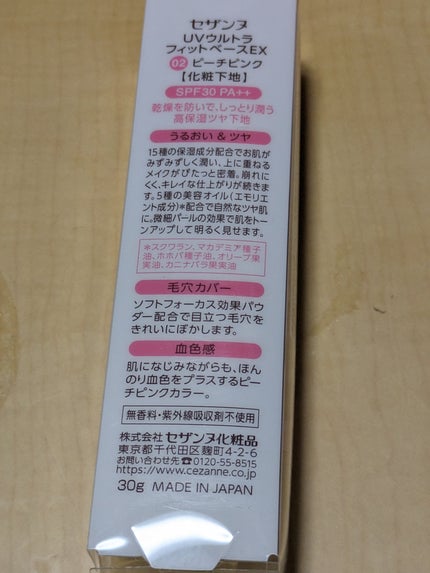 セザンヌ
UVウルトラ
フィットベースEX
02 ピーチピンク
【化粧下地】
SPF30 PA++
乾燥を防いで、しっとり潤う
高保湿ツヤ下地
うるおい & ツヤ
15種の保湿成分配合でお肌が
みずみずしく潤い、上に重ねる
メイクがぴたっと密着。崩れに
くく、キレイな仕上がりが続きま
す。5種の美容オイル(エモリエ
ント成分)*配合で自然なツヤ肌
に。微細パールの効果で肌をトー
ンアップして明るく見せます。
*スクワラン、マカデミア種子
油、ホホバ種子油、オリーブ果
実油、カニナバラ果実油
毛穴カバー
ソフトフォーカス効果パウ
ダー配合で目立つ毛穴を
きれいにぼかします。
血色感
肌になじみながらも、ほん
のり血色をプラスするピー
チピンクカラー。
無香料・紫外線吸収剤不使用
株式会社 セザンヌ化粧品
東京都千代田区麹町4-2-6
お問い合わせ先☎0120-55-8515
https://www.cezanne.co.jp
30g MADE IN JAPAN